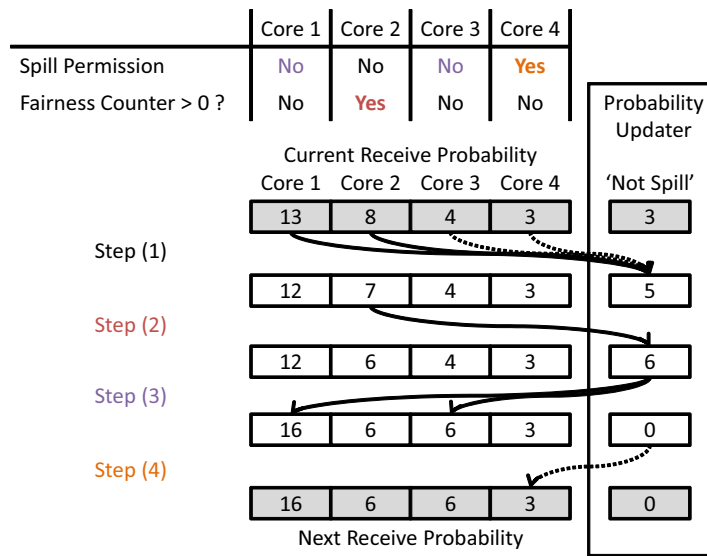 Core 1 Core 2 Core 3 Core 4
Spill Permission No No No Yes
Fairness Counter > 0 ? No Yes No No
Probability
Updater
Current Receive Probability
Core 1 Core 2 Core 3 Core 4 'Not Spill'
13 8 4 3 3
Step (1)
12 7 4 3 5
Step (2)
12 6 4 3 6
Step (3)
16 6 6 3 0
Step (4)
16 6 6 3 0
Next Receive Probability